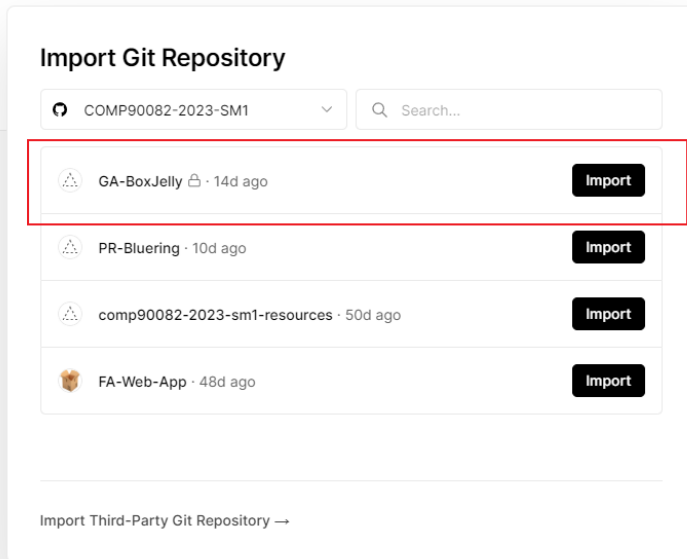 Import Git Repository
COMP90082-2023-SM1
Search...
GA-BoxJelly · 14d ago
Import
PR-Bluering · 10d ago
Import
comp90082-2023-sm1-resources · 50d ago
Import
FA-Web-App · 48d ago
Import
Import Third-Party Git Repository →